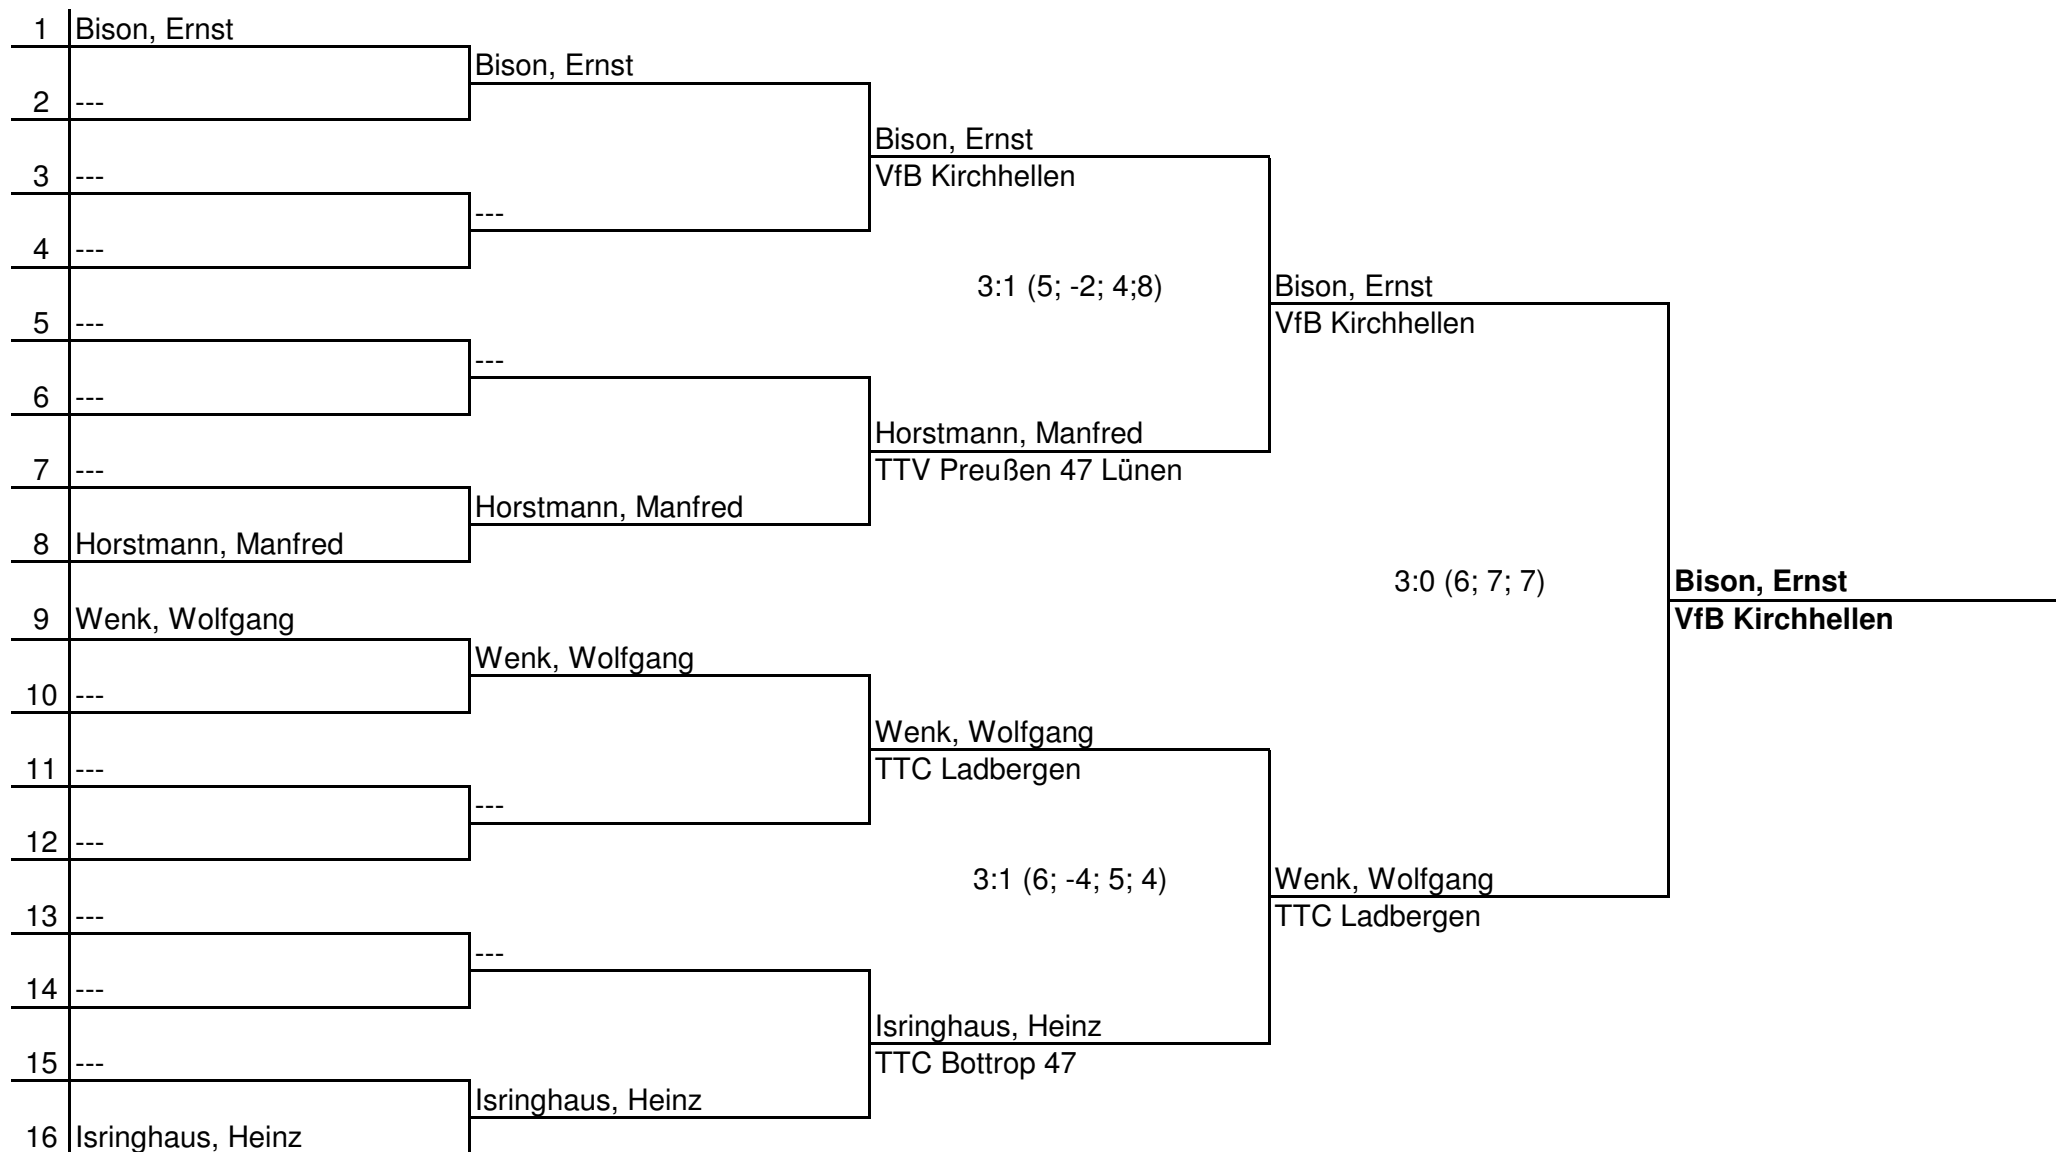 1 Bison, Ernst
Bison, Ernst
2 ---
Bison, Ernst
3 ---
VfB Kirchhellen
---
4 ---
3:1 (5; -2; 4;8)
Bison, Ernst
5 ---
VfB Kirchhellen
---
6 ---
Horstmann, Manfred
7 ---
TTV Preußen 47 Lünen
Horstmann, Manfred
8 Horstmann, Manfred
3:0 (6; 7; 7)
Bison, Ernst
9 Wenk, Wolfgang
VfB Kirchhellen
Wenk, Wolfgang
10 ---
Wenk, Wolfgang
11 ---
TTC Ladbergen
---
12 ---
3:1 (6; -4; 5; 4)
Wenk, Wolfgang
13 ---
TTC Ladbergen
---
14 ---
Isringhaus, Heinz
15 ---
TTC Bottrop 47
Isringhaus, Heinz
16 Isringhaus, Heinz